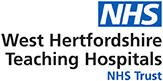 NHS
West Hertfordshire
Teaching Hospitals
NHS Trust